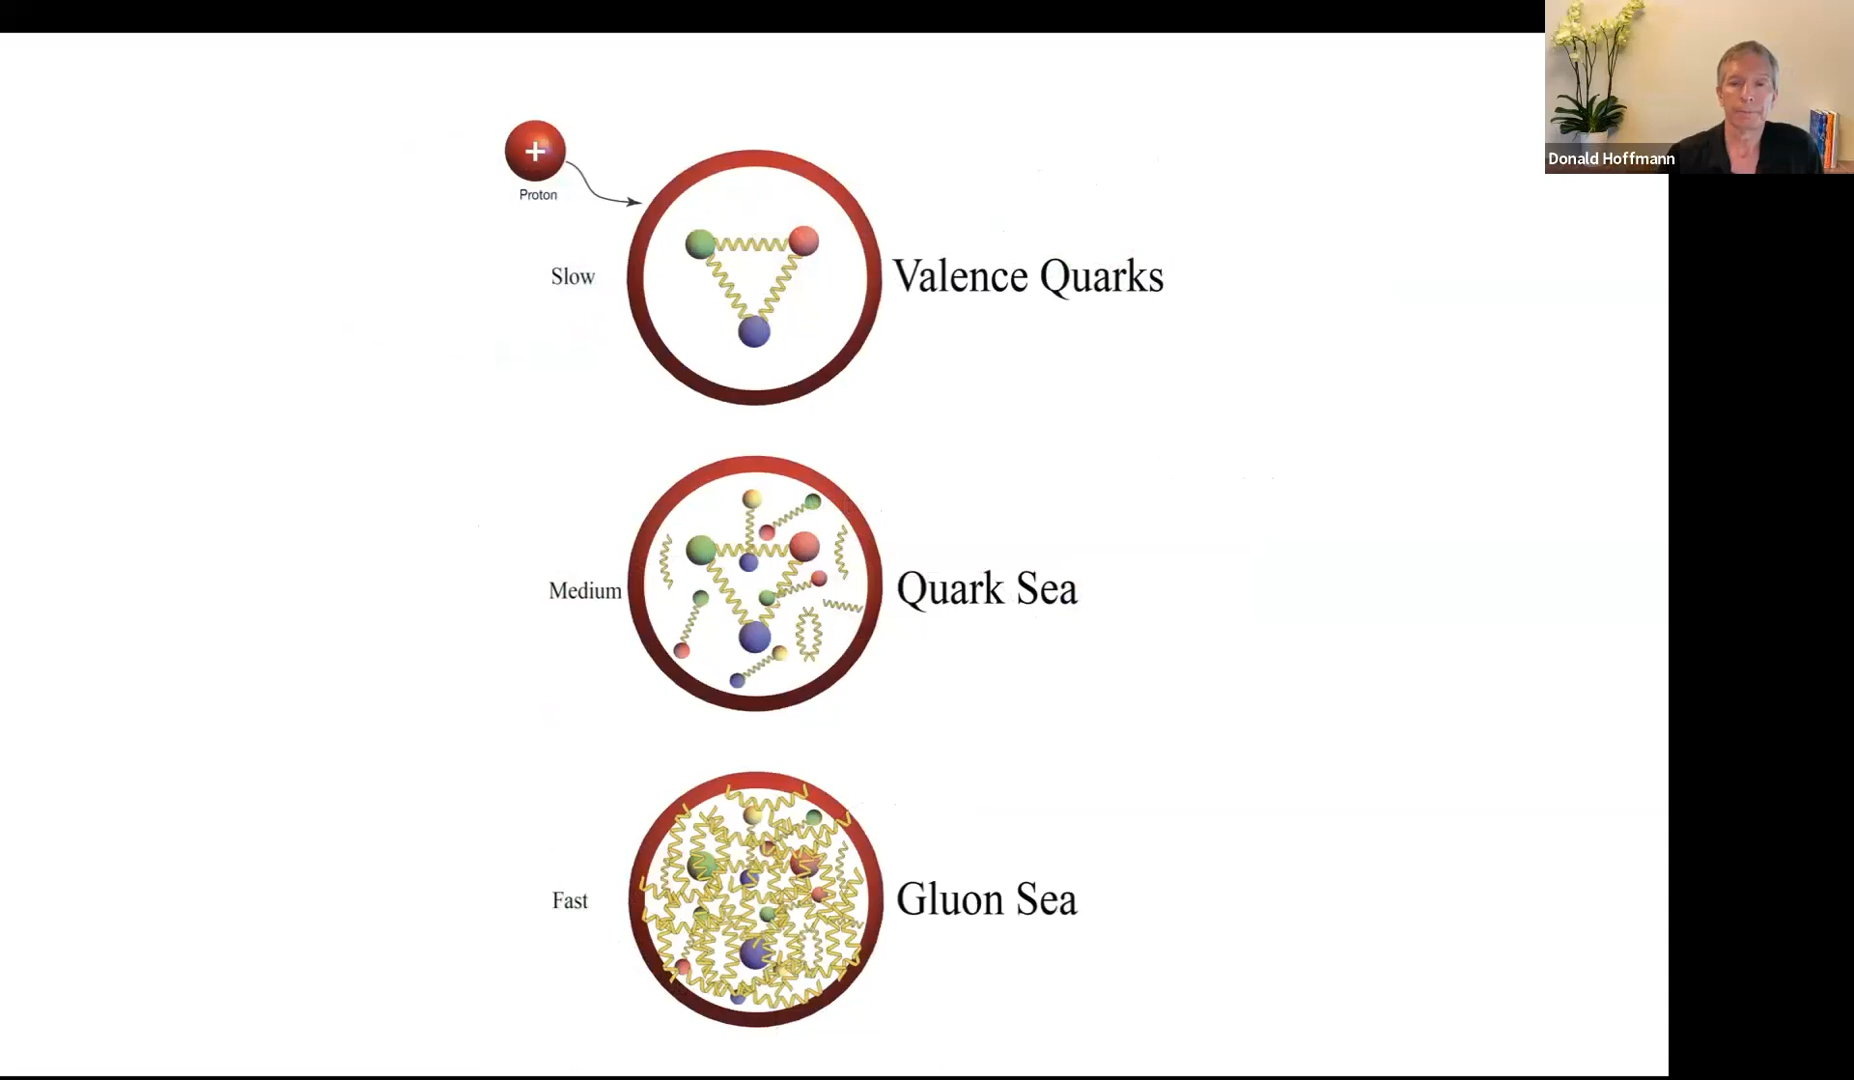 Donald Hoffmann
+
Proton
Slow
Valence Quarks
Medium
Quark Sea
Fast
Gluon Sea